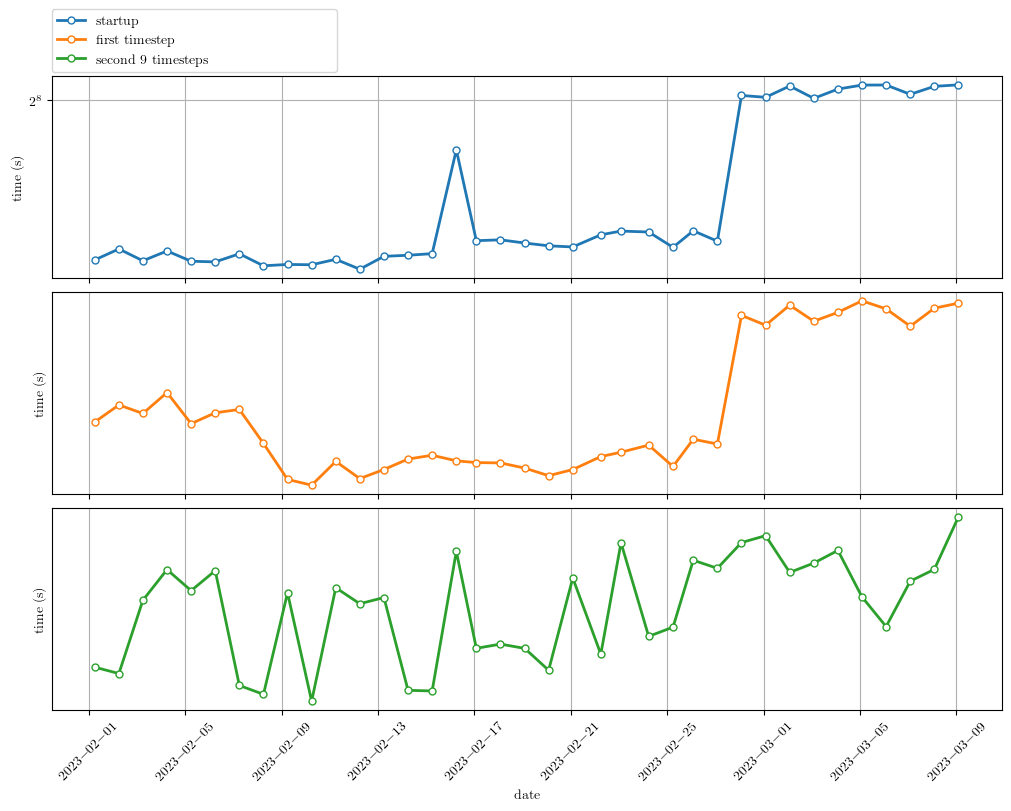 startup
first timestep
second 9 timesteps
2⁸
time (s)
time (s)
time (s)
2023−02−01
2023−02−05
2023−02−09
2023−02−13
2023−02−17
2023−02−21
2023−02−25
2023−03−01
2023−03−05
2023−03−09
date